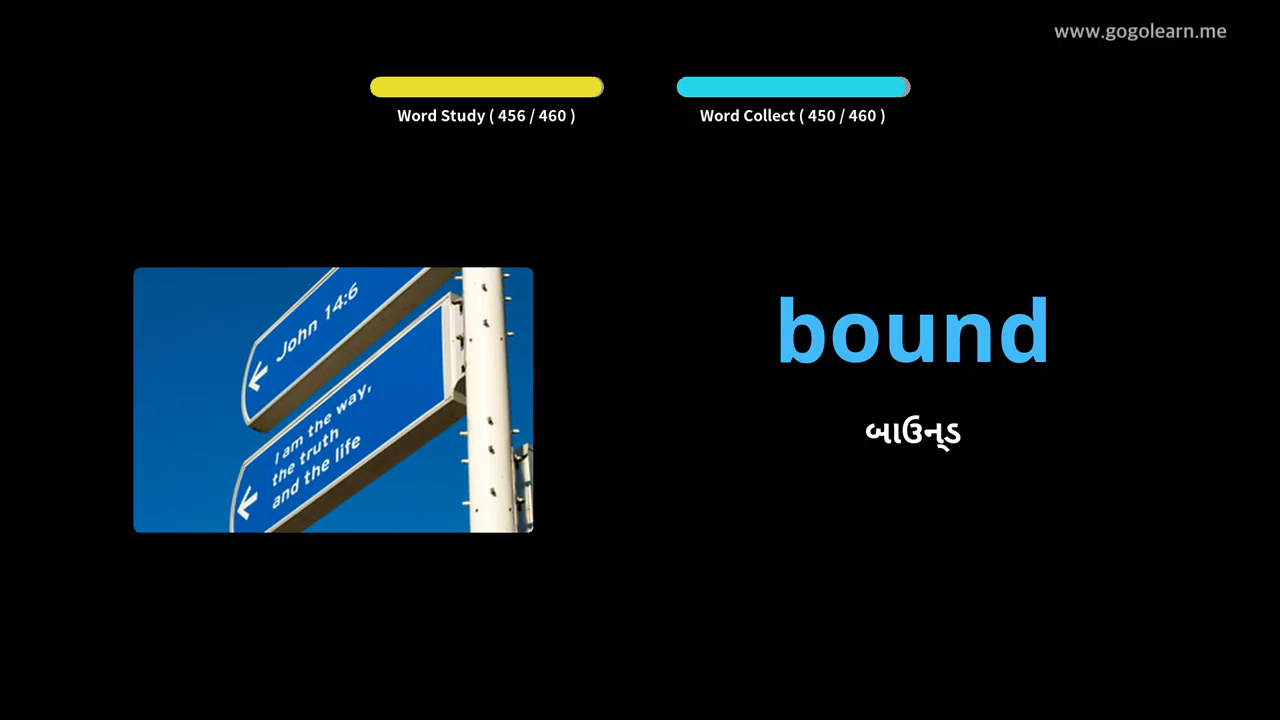 www.gogolearn.me
Word Study ( 456 / 460 )
Word Collect ( 450 / 460 )
John 14:6
I am the way,
the truth
and the life
bound
બાઉન્ડ